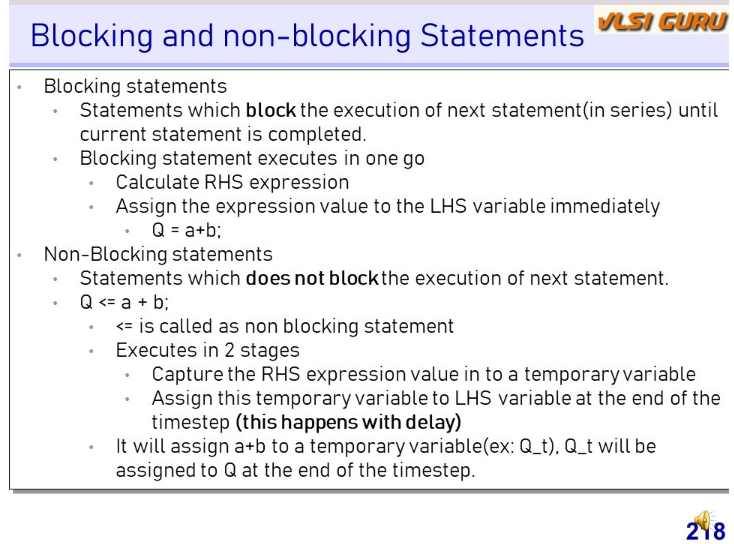 Blocking and non-blocking Statements
VLSI GURU
Blocking statements
Statements which block the execution of next statement(in series) until
current statement is completed.
Blocking statement executes in one go
Calculate RHS expression
Assign the expression value to the LHS variable immediately
Q = a+b;
Non-Blocking statements
Statements which does not block the execution of next statement.
Q <= a + b;
<= is called as non blocking statement
Executes in 2 stages
Capture the RHS expression value in to a temporary variable
Assign this temporary variable to LHS variable at the end of the
timestep (this happens with delay)
It will assign a+b to a temporary variable(ex: Q_t), Q_t will be
assigned to Q at the end of the timestep.
218